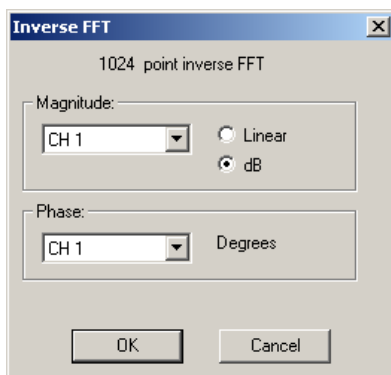 Inverse FFT
1024 point inverse FFT
Magnitude:
CH 1
Linear
dB
Phase:
CH 1
Degrees
OK
Cancel